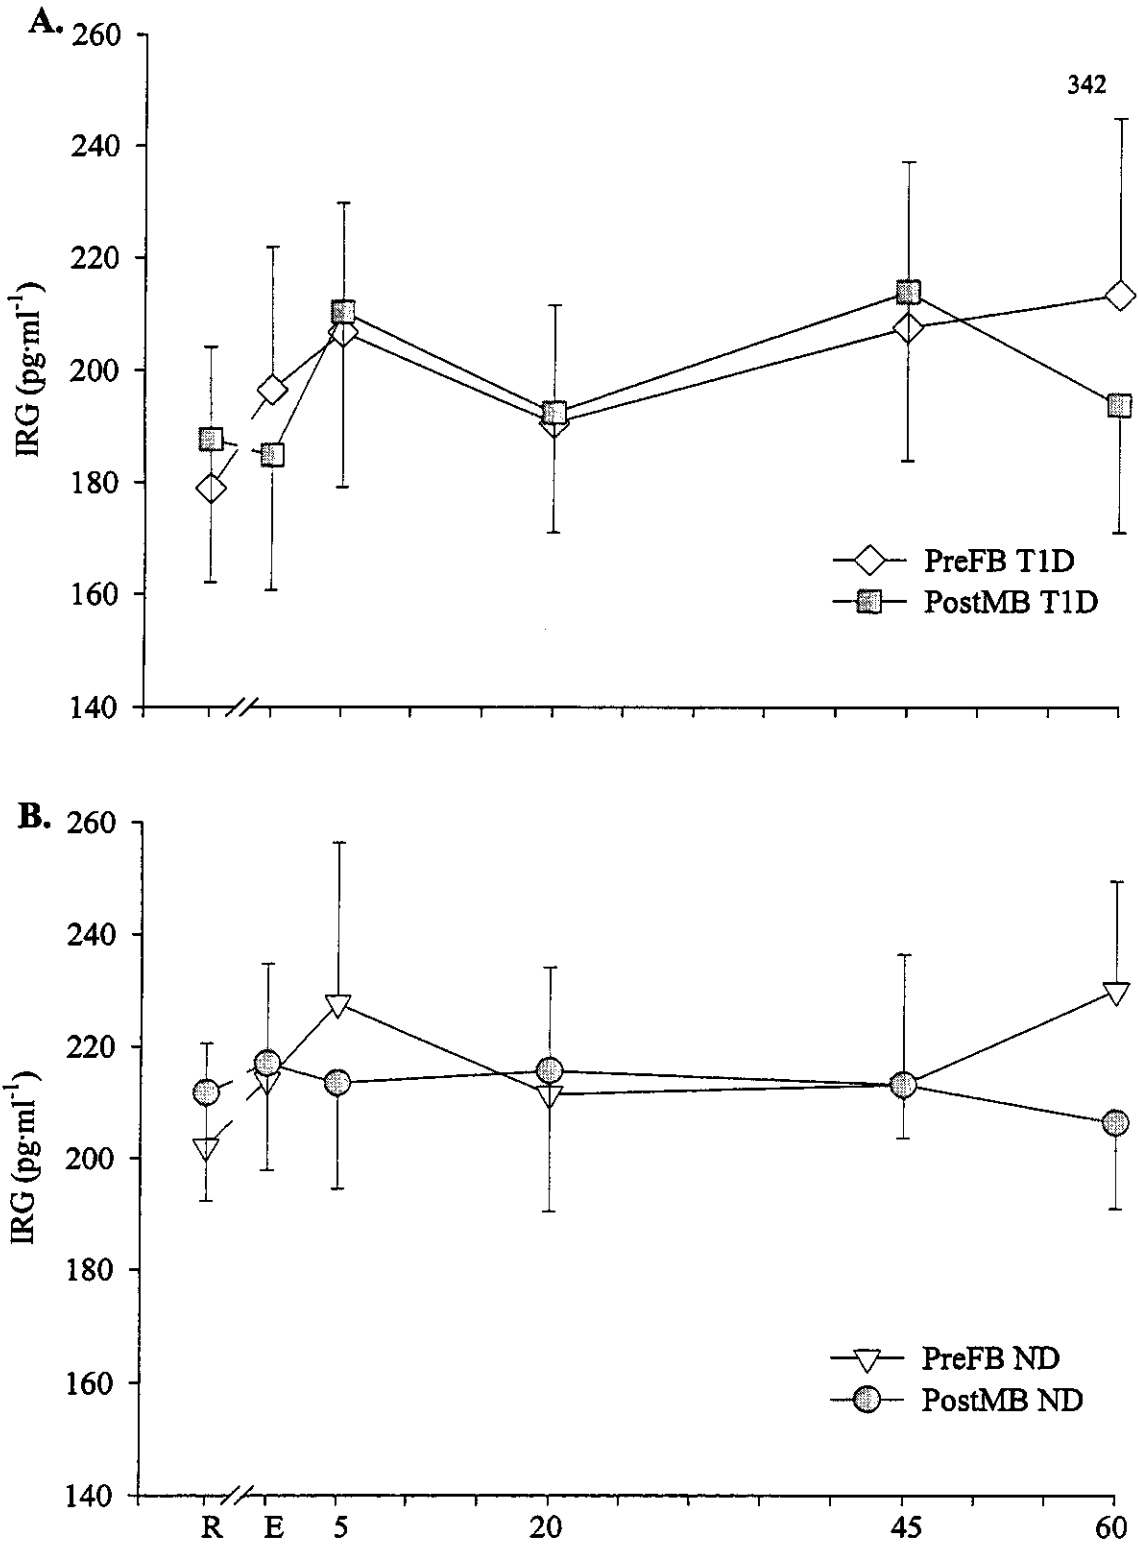 A.
260
342
240
220
200
180
160
140
IRG (pg·ml⁻¹)
PreFB T1D
PostMB T1D
B.
260
240
220
200
180
160
140
IRG (pg·ml⁻¹)
PreFB ND
PostMB ND
R E 5 20 45 60